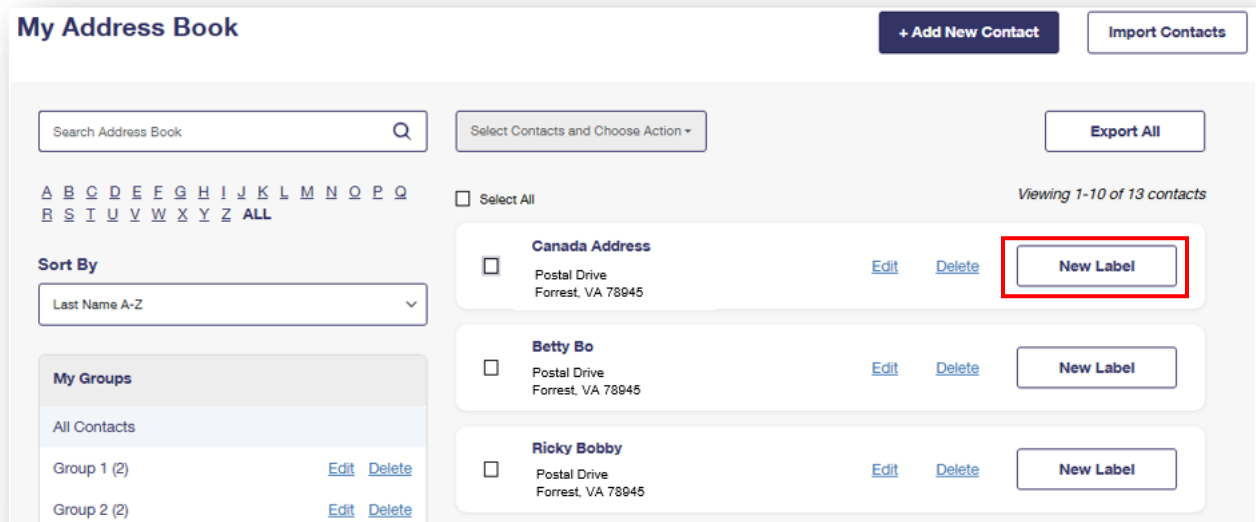 My Address Book
+ Add New Contact
Import Contacts
Search Address Book
Select Contacts and Choose Action
Export All
A B C D E F G H I J K L M N O P Q
R S T U V W X Y Z ALL
Select All
Viewing 1-10 of 13 contacts
Sort By
Last Name A-Z
My Groups
All Contacts
Group 1 (2) Edit Delete
Group 2 (2) Edit Delete
Canada Address
Postal Drive
Forrest, VA 78945
Edit Delete New Label
Betty Bo
Postal Drive
Forrest, VA 78945
Edit Delete New Label
Ricky Bobby
Postal Drive
Forrest, VA 78945
Edit Delete New Label